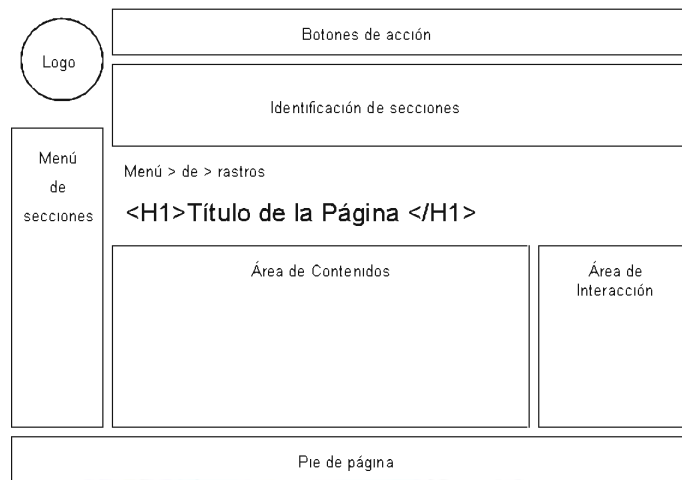 Botones de acción
Logo
Identificación de secciones
Menú
de
secciones
Menú > de > rastros
<H1>Título de la Página </H1>
Área de Contenidos
Área de
Interacción
Pie de página